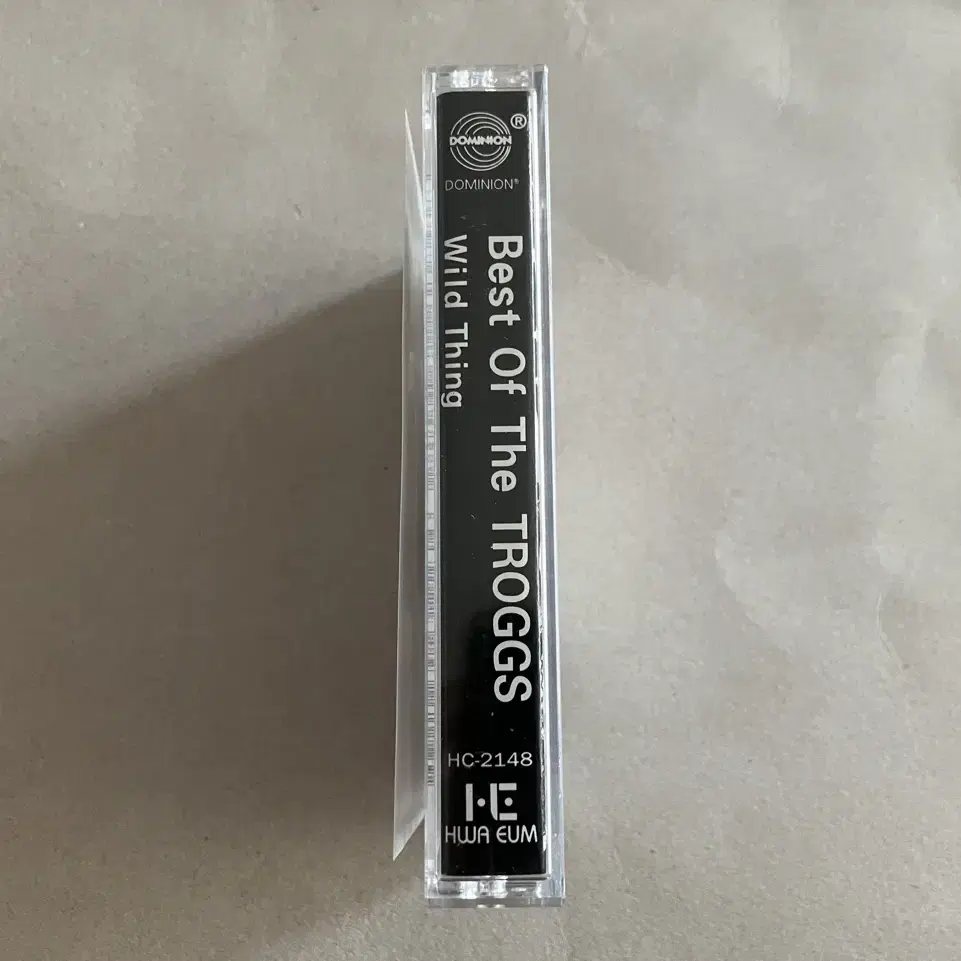 DOMINION ®
DOMINION®
Best Of The TROGGS
Wild Thing
HC-2148
HE
HWA EUM